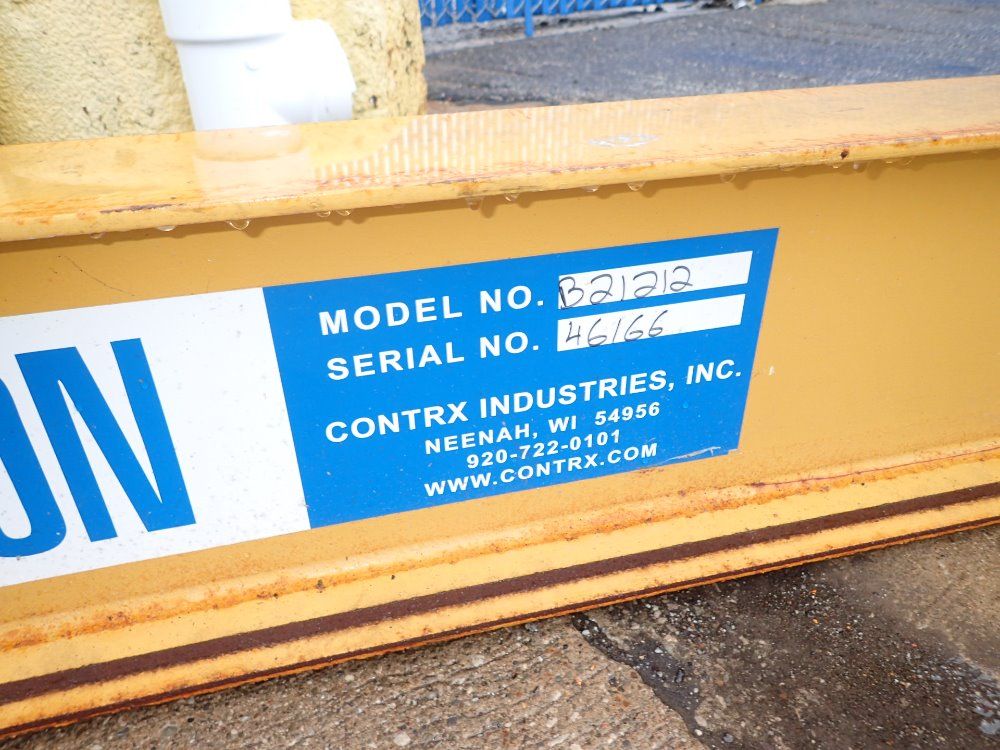 ON
MODEL NO. B21212
SERIAL NO. 46166
CONTRX INDUSTRIES, INC.
NEENAH, WI 54956
920-722-0101
WWW.CONTRX.COM